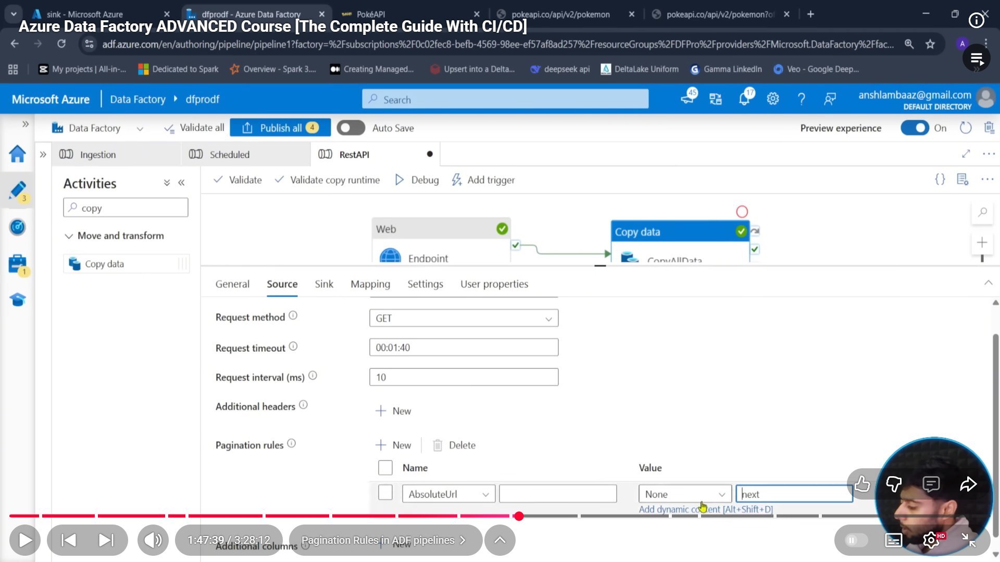 sink - Microsoft Azure
dfprodf - Azure Data Factory
PokéAPI
pokeapi.co/api/v2/pokemon
pokeapi.co/api/v2/pokemon?of
Azure Data Factory ADVANCED Course [The Complete Guide With CI/CD]
adf.azure.com/en/authoring/pipeline/pipeline1?factory=%2Fsubscriptions%2F0c02fec8-befb-4569-98ee-ef57af8ad257%2FresourceGroups%2FDFPro%2Fproviders%2FMicrosoft.DataFactory%2Ffac...
A
My projects | All-in-...
Dedicated to Spark
Overview - Spark 3....
Creating Managed...
Upsert into a Delta...
deepseek api
DeltaLake Uniform
Gamma LinkedIn
Veo - Google Deep...
Microsoft Azure
Data Factory
dfprodf
Search
45
17
anshlambaaz@gmail.com
DEFAULT DIRECTORY
Data Factory
Validate all
Publish all 4
Auto Save
Preview experience
On
Ingestion
Scheduled
RestAPI
Activities
copy
Move and transform
Copy data
3
1
Validate
Validate copy runtime
Debug
Add trigger
Web
Endpoint
Copy data
CopyAllData
General
Source
Sink
Mapping
Settings
User properties
Request method
GET
Request timeout
00:01:40
Request interval (ms)
10
Additional headers
New
Pagination rules
New
Delete
Name
Value
AbsoluteUrl
None
next
Add dynamic content [Alt+Shift+D]
Additional columns
New
1:47:39 / 3:28:12
Pagination Rules in ADF pipelines
HD